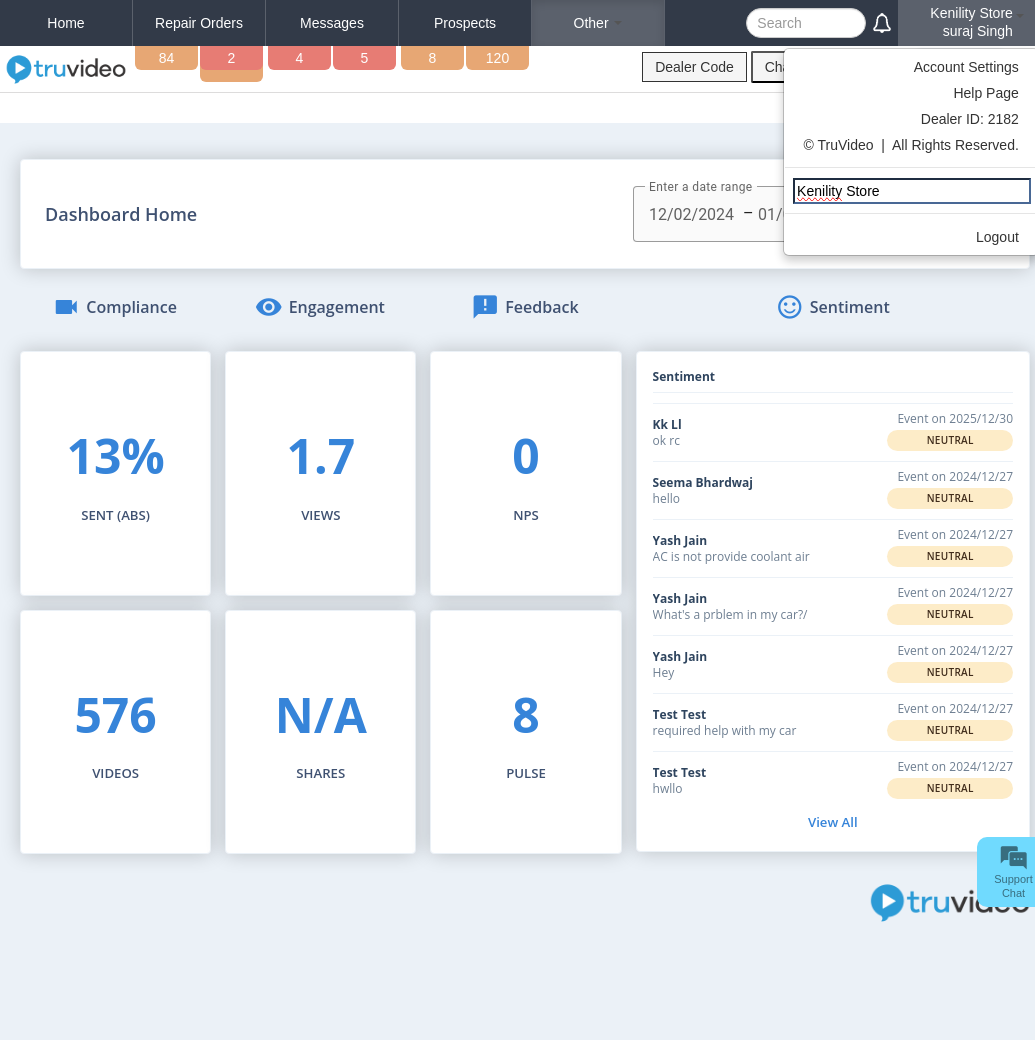 Home Repair Orders Messages Prospects Other Search Kenility Store
suraj Singh
84 2 4 5 8 120
truvideo
Dealer Code
Account Settings
Help Page
Dealer ID: 2182
© TruVideo | All Rights Reserved.
Kenility Store
Logout
Enter a date range
Dashboard Home
12/02/2024 – 01/
Compliance Engagement Feedback Sentiment
13%
SENT (ABS)
1.7
VIEWS
0
NPS
576
VIDEOS
N/A
SHARES
8
PULSE
Sentiment
Kk Ll Event on 2025/12/30
ok rc NEUTRAL
Seema Bhardwaj Event on 2024/12/27
hello NEUTRAL
Yash Jain Event on 2024/12/27
AC is not provide coolant air NEUTRAL
Yash Jain Event on 2024/12/27
What's a prblem in my car?/ NEUTRAL
Yash Jain Event on 2024/12/27
Hey NEUTRAL
Test Test Event on 2024/12/27
required help with my car NEUTRAL
Test Test Event on 2024/12/27
hwllo NEUTRAL
View All
Support
Chat
truvideo